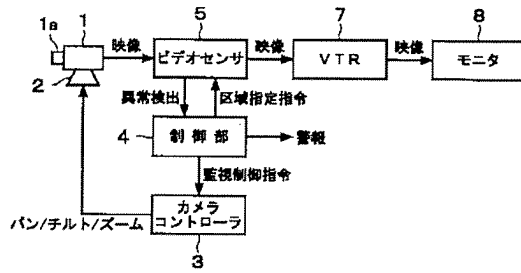 1a
1
2
映像
5
ビデオセンサ
映像
7
VTR
映像
8
モニタ
異常検出
区域指定指令
4
制御部
警報
監視制御指令
カメラ
コントローラ
3
パン/チルト/ズーム